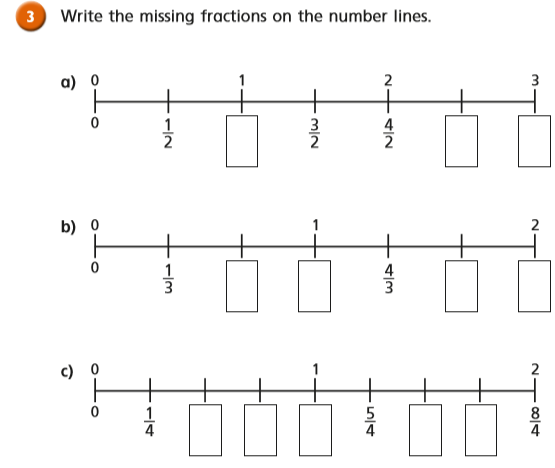 3 Write the missing fractions on the number lines.
a) 0 1 2 3
0 1/2 3/2 4/2
b) 0 1 2
0 1/3 4/3
c) 0 1 2
0 1/4 5/4 8/4